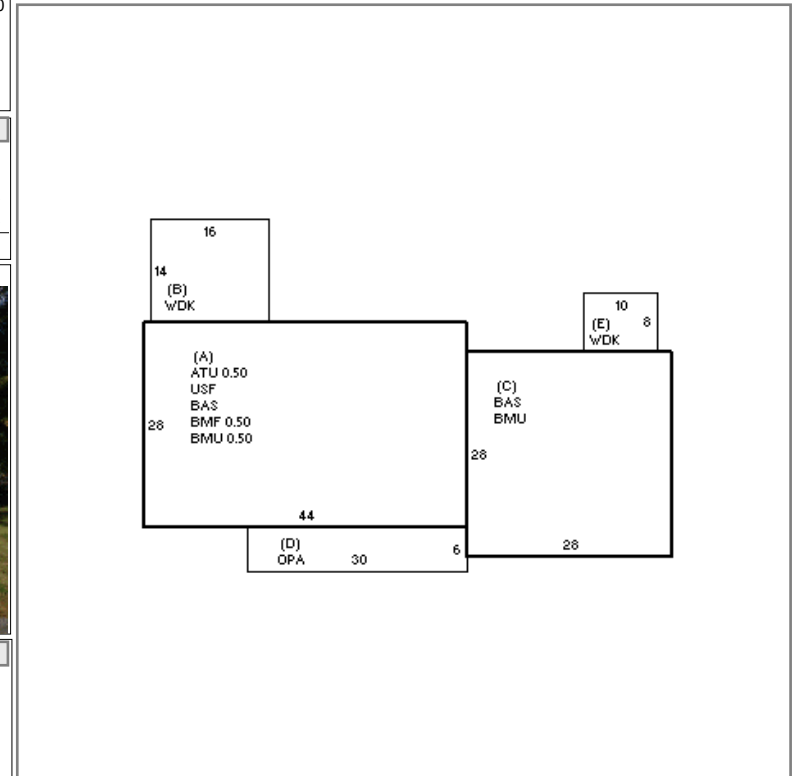 16
14
(B)
WDK
10
(E)
8
WDK
(A)
ATU 0.50
USF
BAS
BMF 0.50
BMU 0.50
28
44
(C)
BAS
BMU
28
28
(D)
OPA
30
6